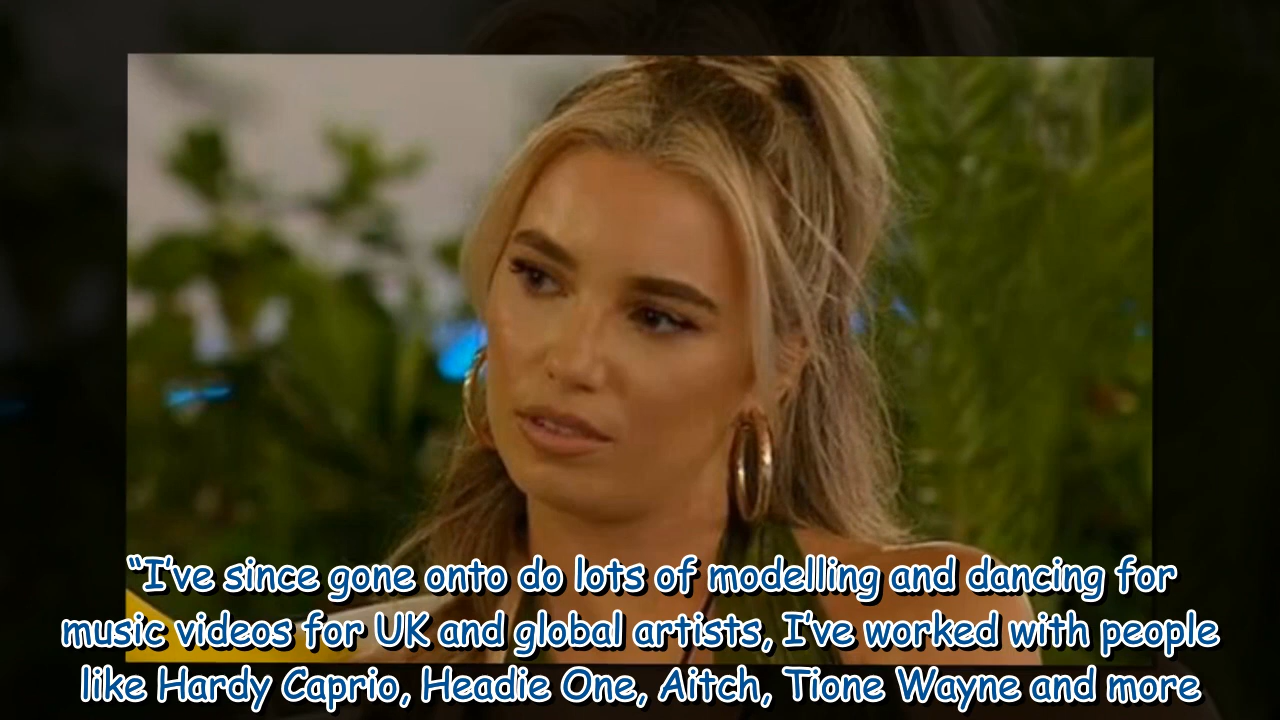 “I’ve since gone onto do lots of modelling and dancing for
music videos for UK and global artists, I’ve worked with people
like Hardy Caprio, Headie One, Aitch, Tione Wayne and more